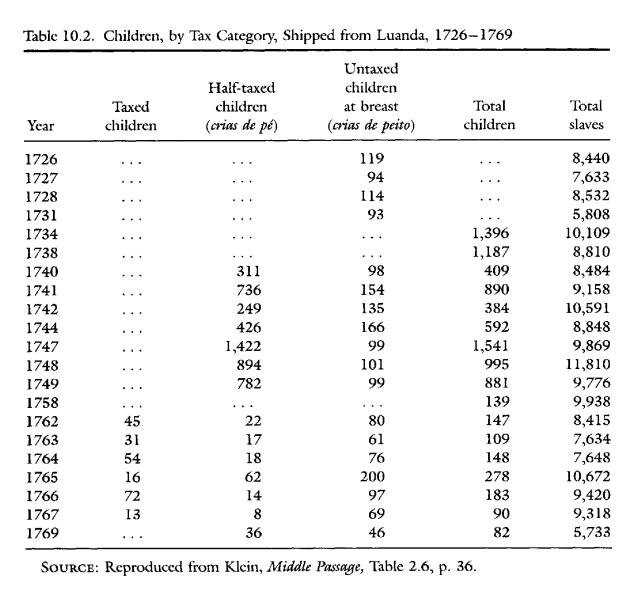 Table 10.2. Children, by Tax Category, Shipped from Luanda, 1726–1769
Untaxed
Half-taxed children
Taxed children at breast Total Total
Year children (crias de pé) (crias de peito) children slaves
1726 . . . . . . 119 . . . 8,440
1727 . . . . . . 94 . . . 7,633
1728 . . . . . . 114 . . . 8,532
1731 . . . . . . 93 . . . 5,808
1734 . . . . . . . . . 1,396 10,109
1738 . . . . . . . . . 1,187 8,810
1740 . . . 311 98 409 8,484
1741 . . . 736 154 890 9,158
1742 . . . 249 135 384 10,591
1744 . . . 426 166 592 8,848
1747 . . . 1,422 99 1,541 9,869
1748 . . . 894 101 995 11,810
1749 . . . 782 99 881 9,776
1758 . . . . . . . . . 139 9,938
1762 45 22 80 147 8,415
1763 31 17 61 109 7,634
1764 54 18 76 148 7,648
1765 16 62 200 278 10,672
1766 72 14 97 183 9,420
1767 13 8 69 90 9,318
1769 . . . 36 46 82 5,733
SOURCE: Reproduced from Klein, Middle Passage, Table 2.6, p. 36.